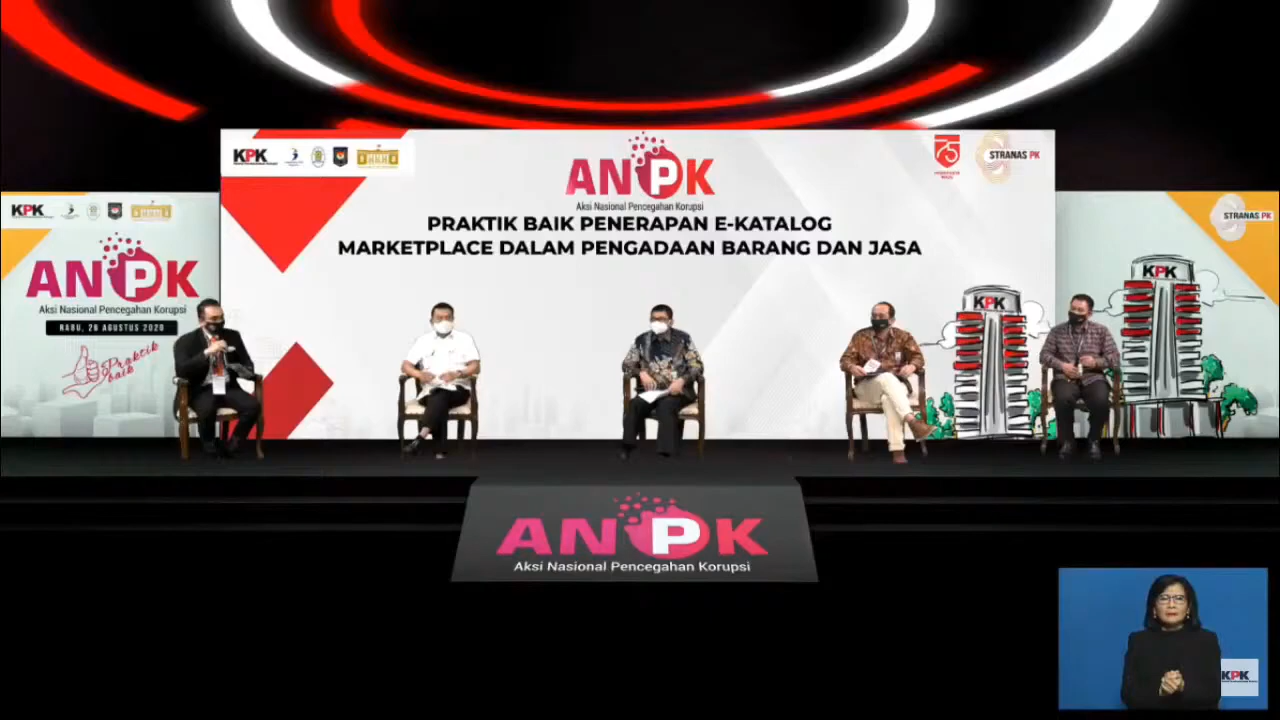 KPK
75
STRANAS PK
ANPK
Aksi Nasional Pencegahan Korupsi
PRAKTIK BAIK PENERAPAN E-KATALOG
MARKETPLACE DALAM PENGADAAN BARANG DAN JASA
KPK
STRANAS PK
ANPK
Aksi Nasional Pencegahan Korupsi
RABU, 26 AGUSTUS 2020
Praktik
baik
KPK
KPK
ANPK
Aksi Nasional Pencegahan Korupsi
KPK